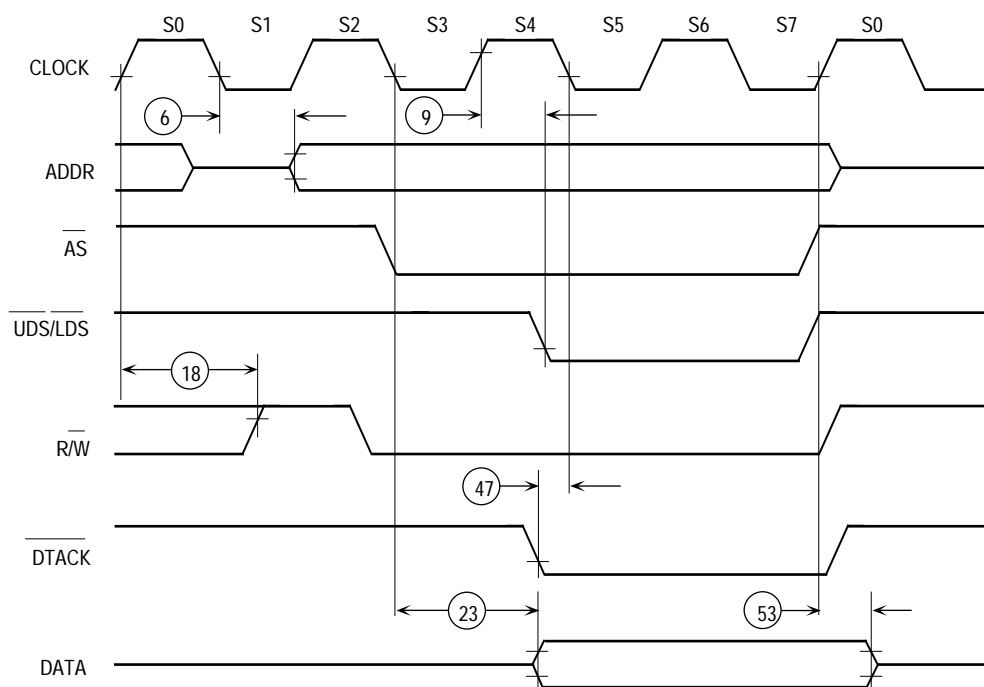 S0 S1 S2 S3 S4 S5 S6 S7 S0
CLOCK
6 9
ADDR
AS
UDS/LDS
18
R/W
47
DTACK
23 53
DATA